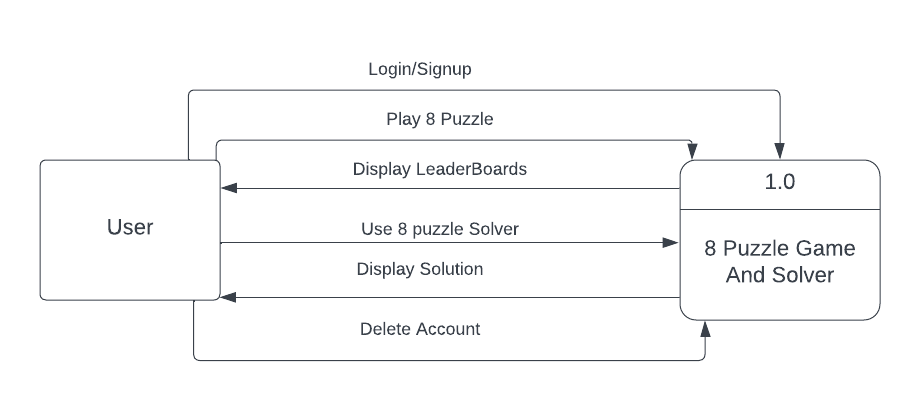 Login/Signup
Play 8 Puzzle
Display LeaderBoards
1.0
User
Use 8 puzzle Solver
8 Puzzle Game
And Solver
Display Solution
Delete Account